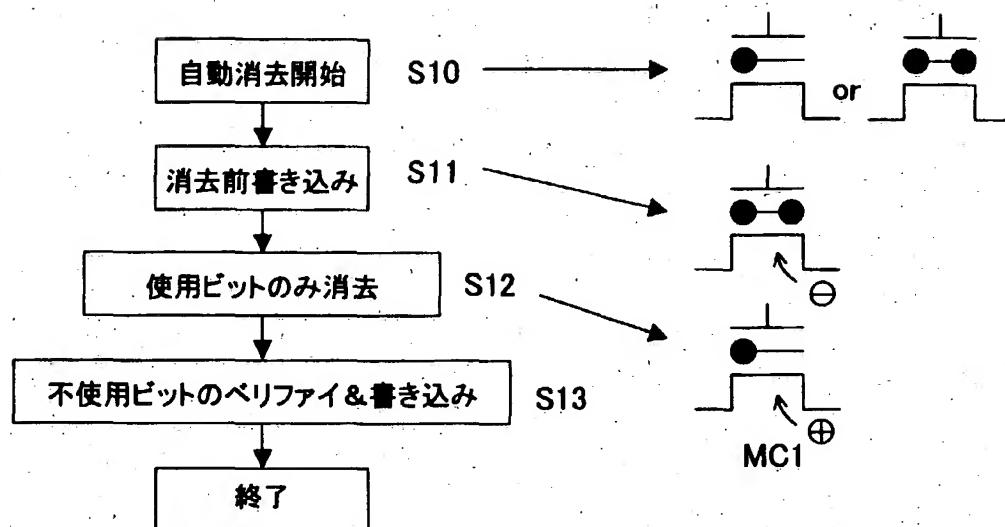 自動消去開始 S10
or
消去前書き込み S11
⊖
使用ビットのみ消去 S12
不使用ビットのベリファイ&書き込み S13
⊕
MC1
終了